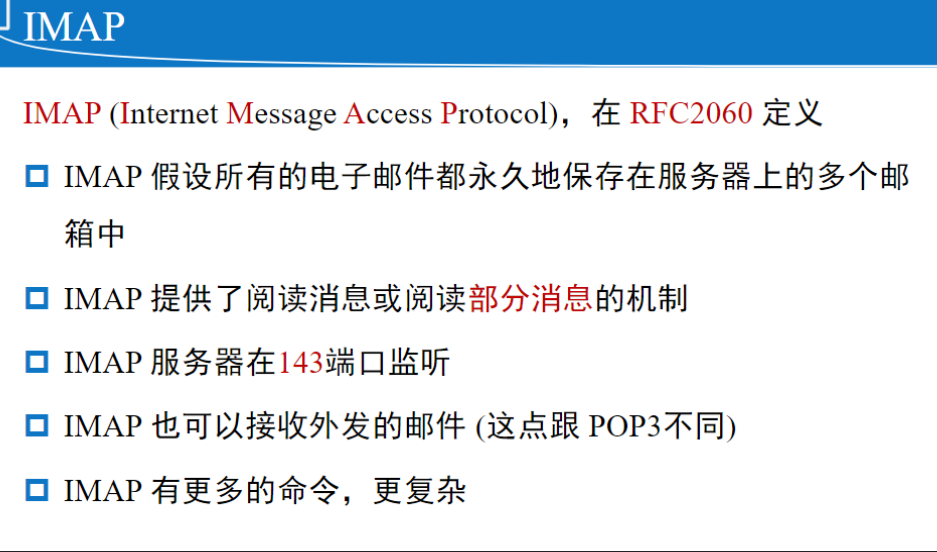 IMAP
IMAP (Internet Message Access Protocol)，在 RFC2060 定义
IMAP 假设所有的电子邮件都永久地保存在服务器上的多个邮
箱中
IMAP 提供了阅读消息或阅读部分消息的机制
IMAP 服务器在143端口监听
IMAP 也可以接收外发的邮件 (这点跟 POP3不同)
IMAP 有更多的命令，更复杂